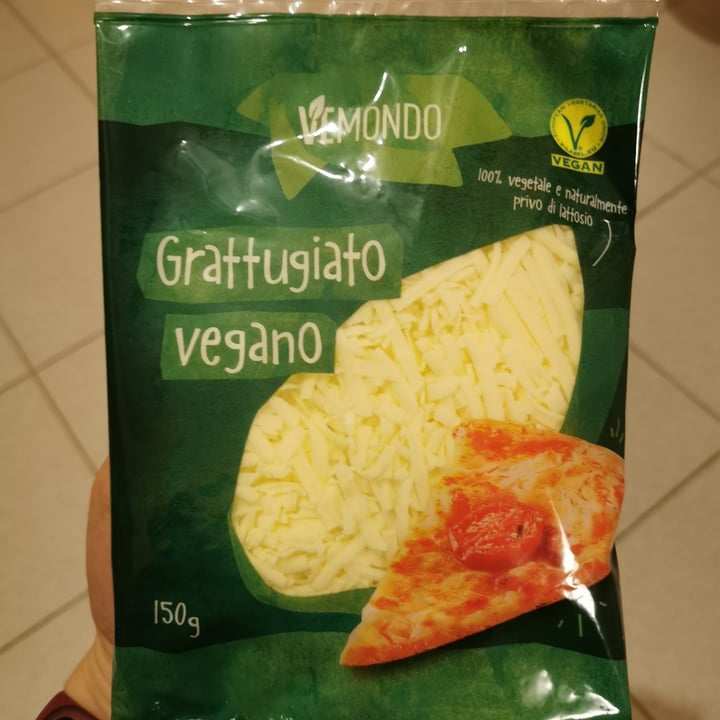 VEMONDO
VEGAN
100% vegetale e naturalmente
privo di lattosio
Grattugiato
vegano
150g